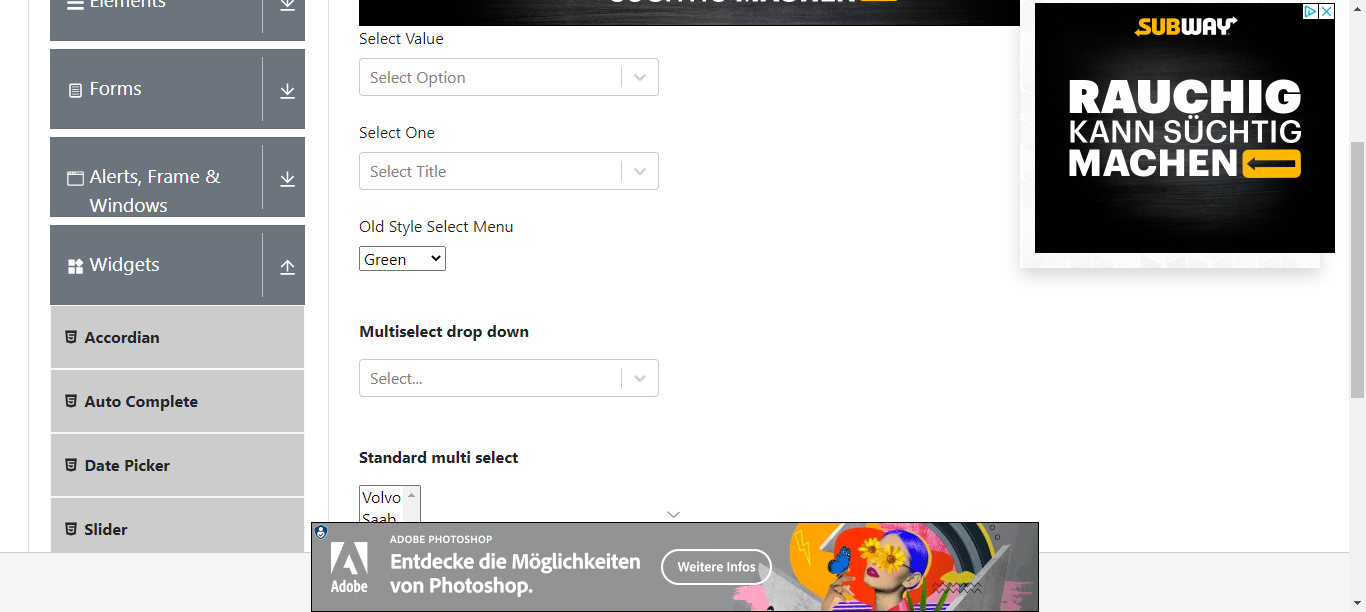 Elements
Forms
Alerts, Frame &
Windows
Widgets
Accordian
Auto Complete
Date Picker
Slider
MACHEN
Select Value
Select Option
Select One
Select Title
Old Style Select Menu
Green
Multiselect drop down
Select...
Standard multi select
Volvo
Saab
SUBWAY
RAUCHIG
KANN SÜCHTIG
MACHEN
Adobe
ADOBE PHOTOSHOP
Entdecke die Möglichkeiten
von Photoshop.
Weitere Infos